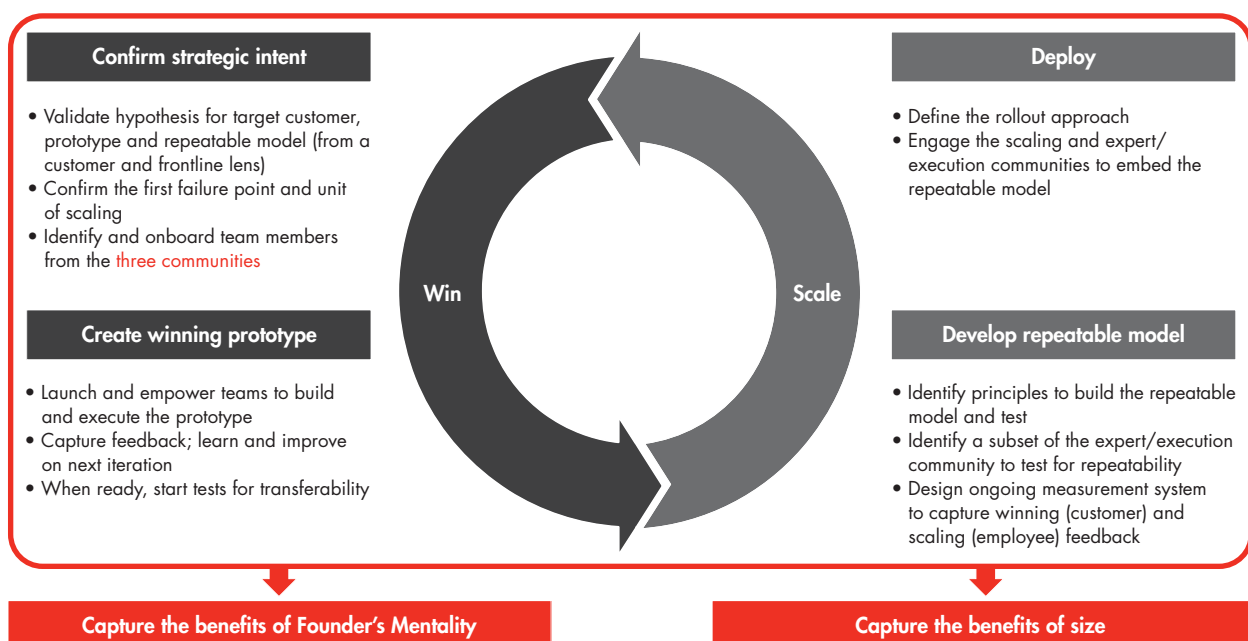 Confirm strategic intent
• Validate hypothesis for target customer,
prototype and repeatable model (from a
customer and frontline lens)
• Confirm the first failure point and unit
of scaling
• Identify and onboard team members
from the three communities
Create winning prototype
• Launch and empower teams to build
and execute the prototype
• Capture feedback; learn and improve
on next iteration
• When ready, start tests for transferability
Win
Scale
Deploy
• Define the rollout approach
• Engage the scaling and expert/
execution communities to embed the
repeatable model
Develop repeatable model
• Identify principles to build the repeatable
model and test
• Identify a subset of the expert/execution
community to test for repeatability
• Design ongoing measurement system
to capture winning (customer) and
scaling (employee) feedback
Capture the benefits of Founder’s Mentality
Capture the benefits of size